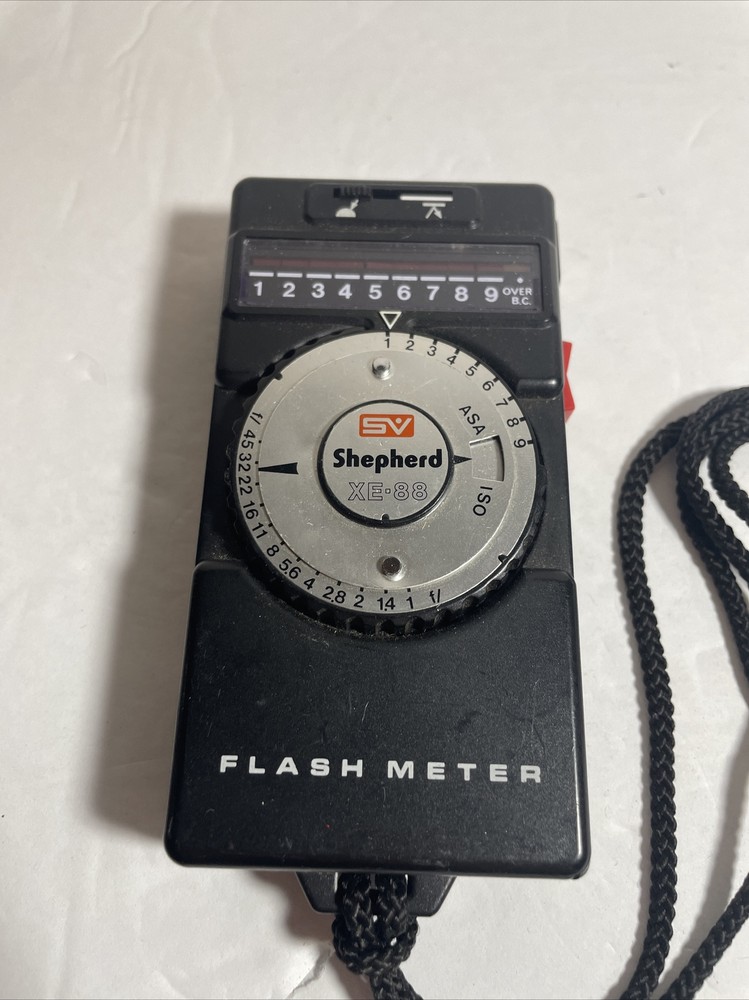 1 2 3 4 5 6 7 8 9 OVER B.C.
1 2 3 4 5 6 7 8 9
SV
Shepherd
XE·88
ASA
ISO
f/ 45 32 22 16 11 8 5.6 4 2.8 2 1.4 1 f/
FLASH METER